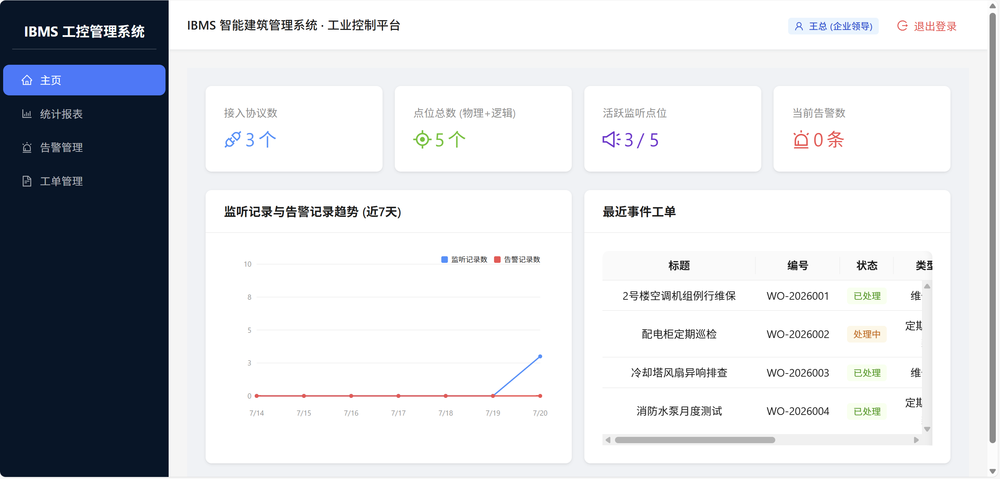 IBMS 工控管理系统
主页
统计报表
告警管理
工单管理
IBMS 智能建筑管理系统 · 工业控制平台
王总 (企业领导)
退出登录
接入协议数
3 个
点位总数 (物理+逻辑)
5 个
活跃监听点位
3 / 5
当前告警数
0 条
监听记录与告警记录趋势 (近7天)
监听记录数 告警记录数
10
8
5
3
0
7/14 7/15 7/16 7/17 7/18 7/19 7/20
最近事件工单
标题 编号 状态 类型
2号楼空调机组例行维保 WO-2026001 已处理 维
配电柜定期巡检 WO-2026002 处理中 定期
冷却塔风扇异响排查 WO-2026003 已处理 维
消防水泵月度测试 WO-2026004 已处理 定期